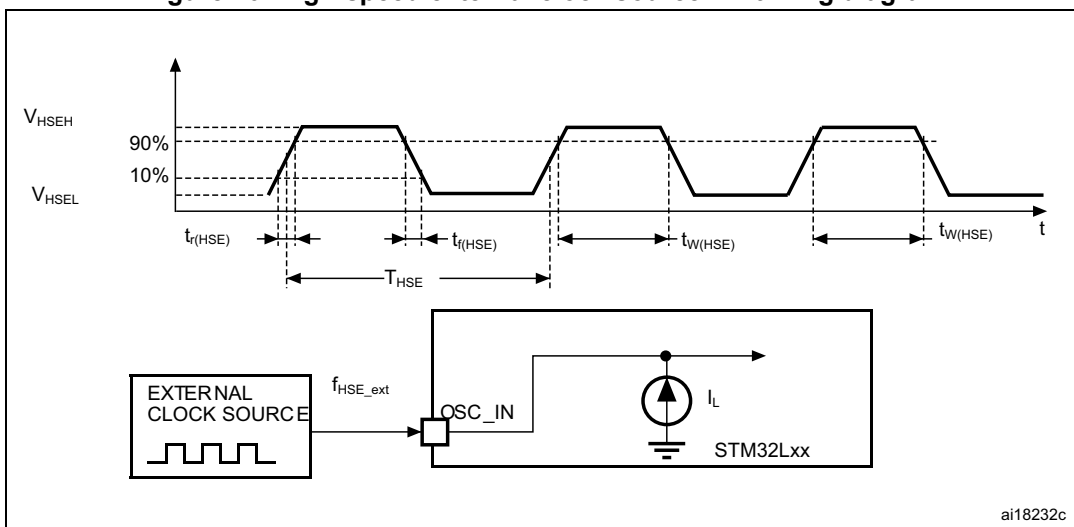 V_HSEH
90%
10%
V_HSEL
t_r(HSE)
t_f(HSE)
t_W(HSE)
t_W(HSE)
t
T_HSE
EXTERNAL
CLOCK SOURCE
f_HSE_ext
OSC_IN
I_L
STM32Lxx
ai18232c